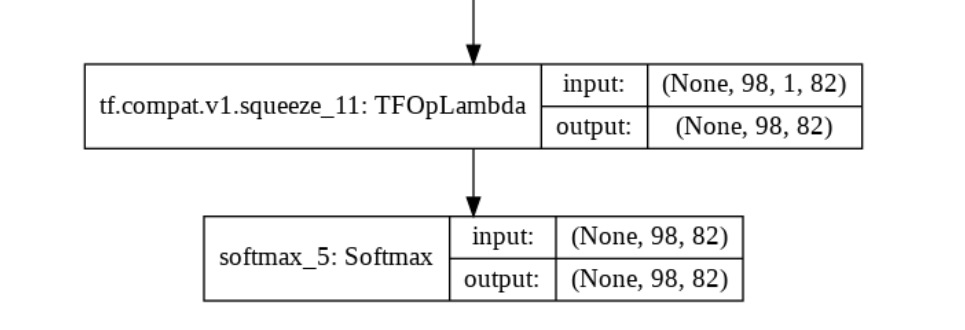 tf.compat.v1.squeeze_11: TFOpLambda
input:
(None, 98, 1, 82)
output:
(None, 98, 82)
softmax_5: Softmax
input:
(None, 98, 82)
output:
(None, 98, 82)